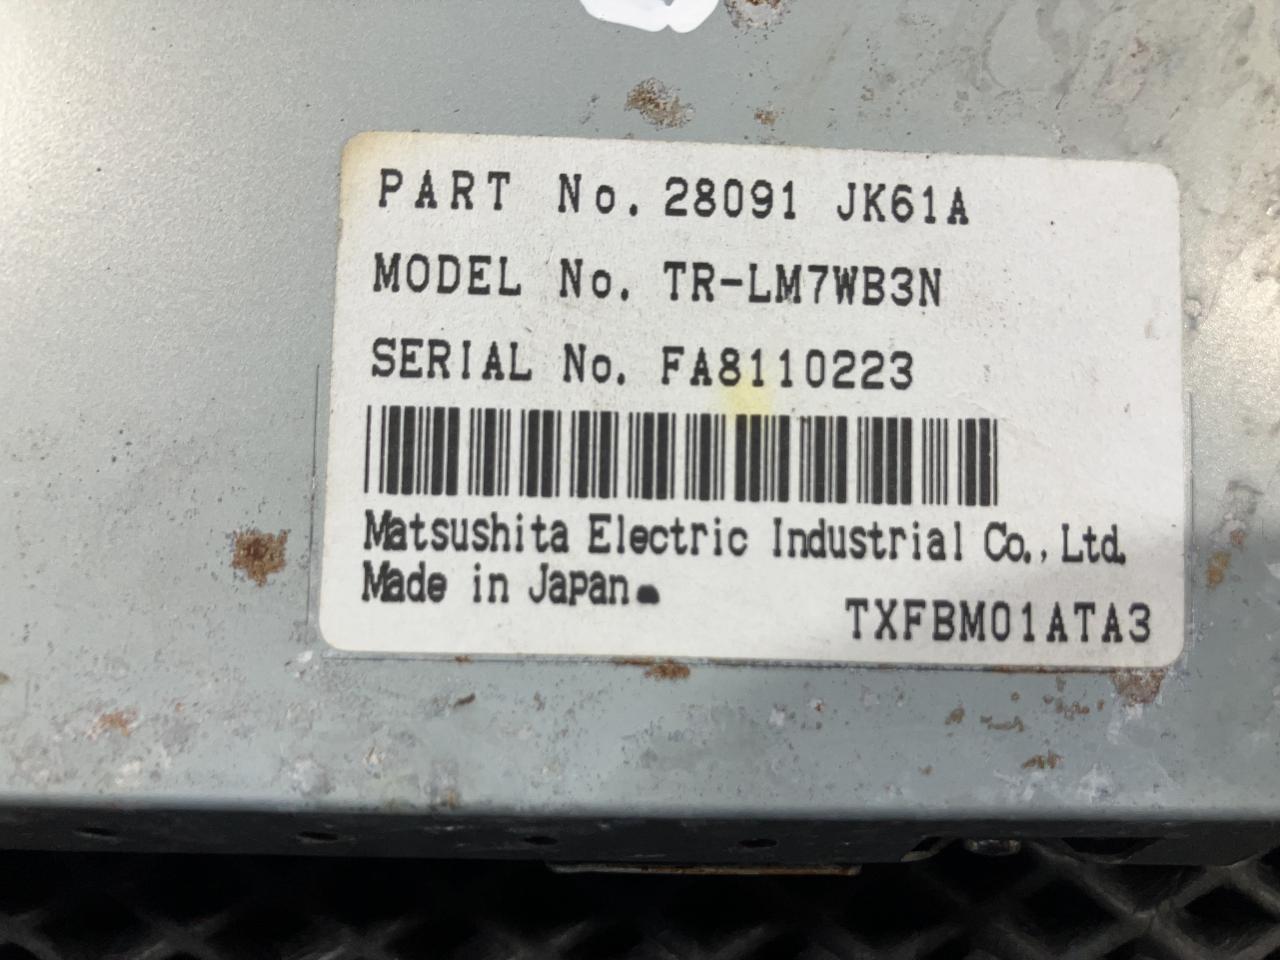 PART No. 28091 JK61A
MODEL No. TR-LM7WB3N
SERIAL No. FA8110223
Matsushita Electric Industrial Co., Ltd.
Made in Japan.
TXFBM01ATA3